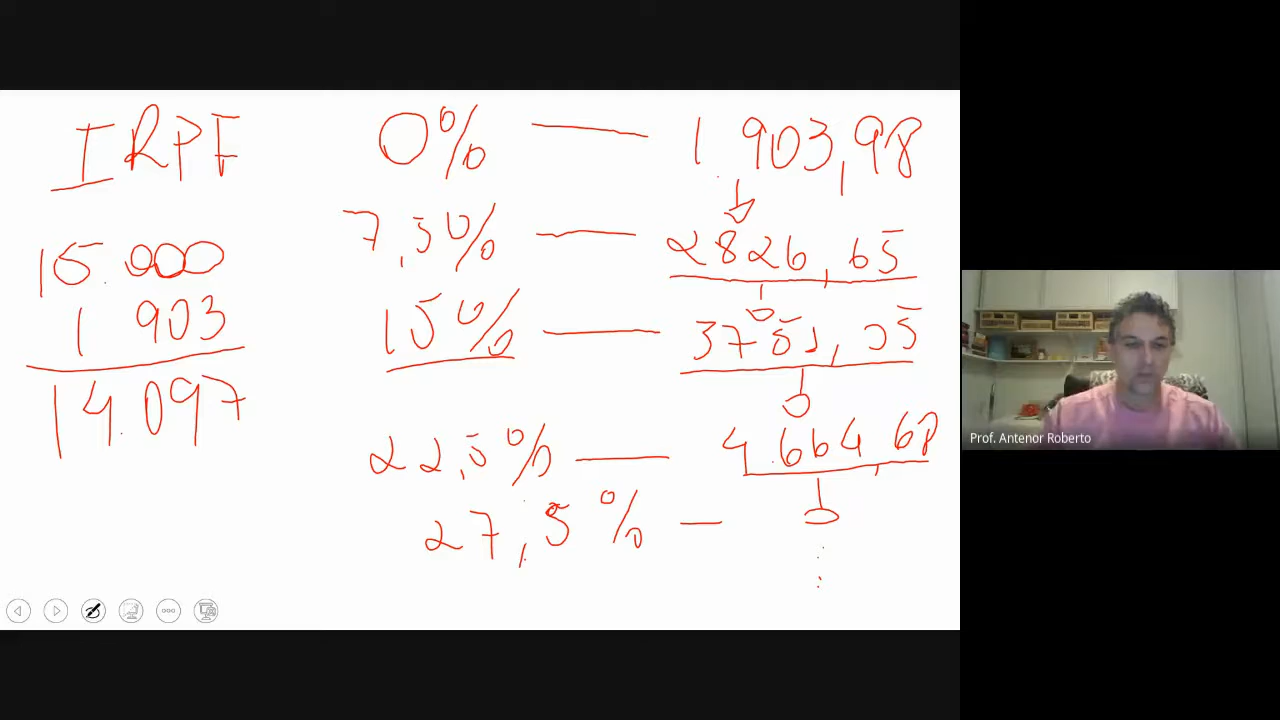 IRPF 0% — 1.903,98
7,5% — 2826,65
15.000
1 903
15% — 3751,05
14.097
22,5% — 4.664,68
27,5% —
Prof. Antenor Roberto